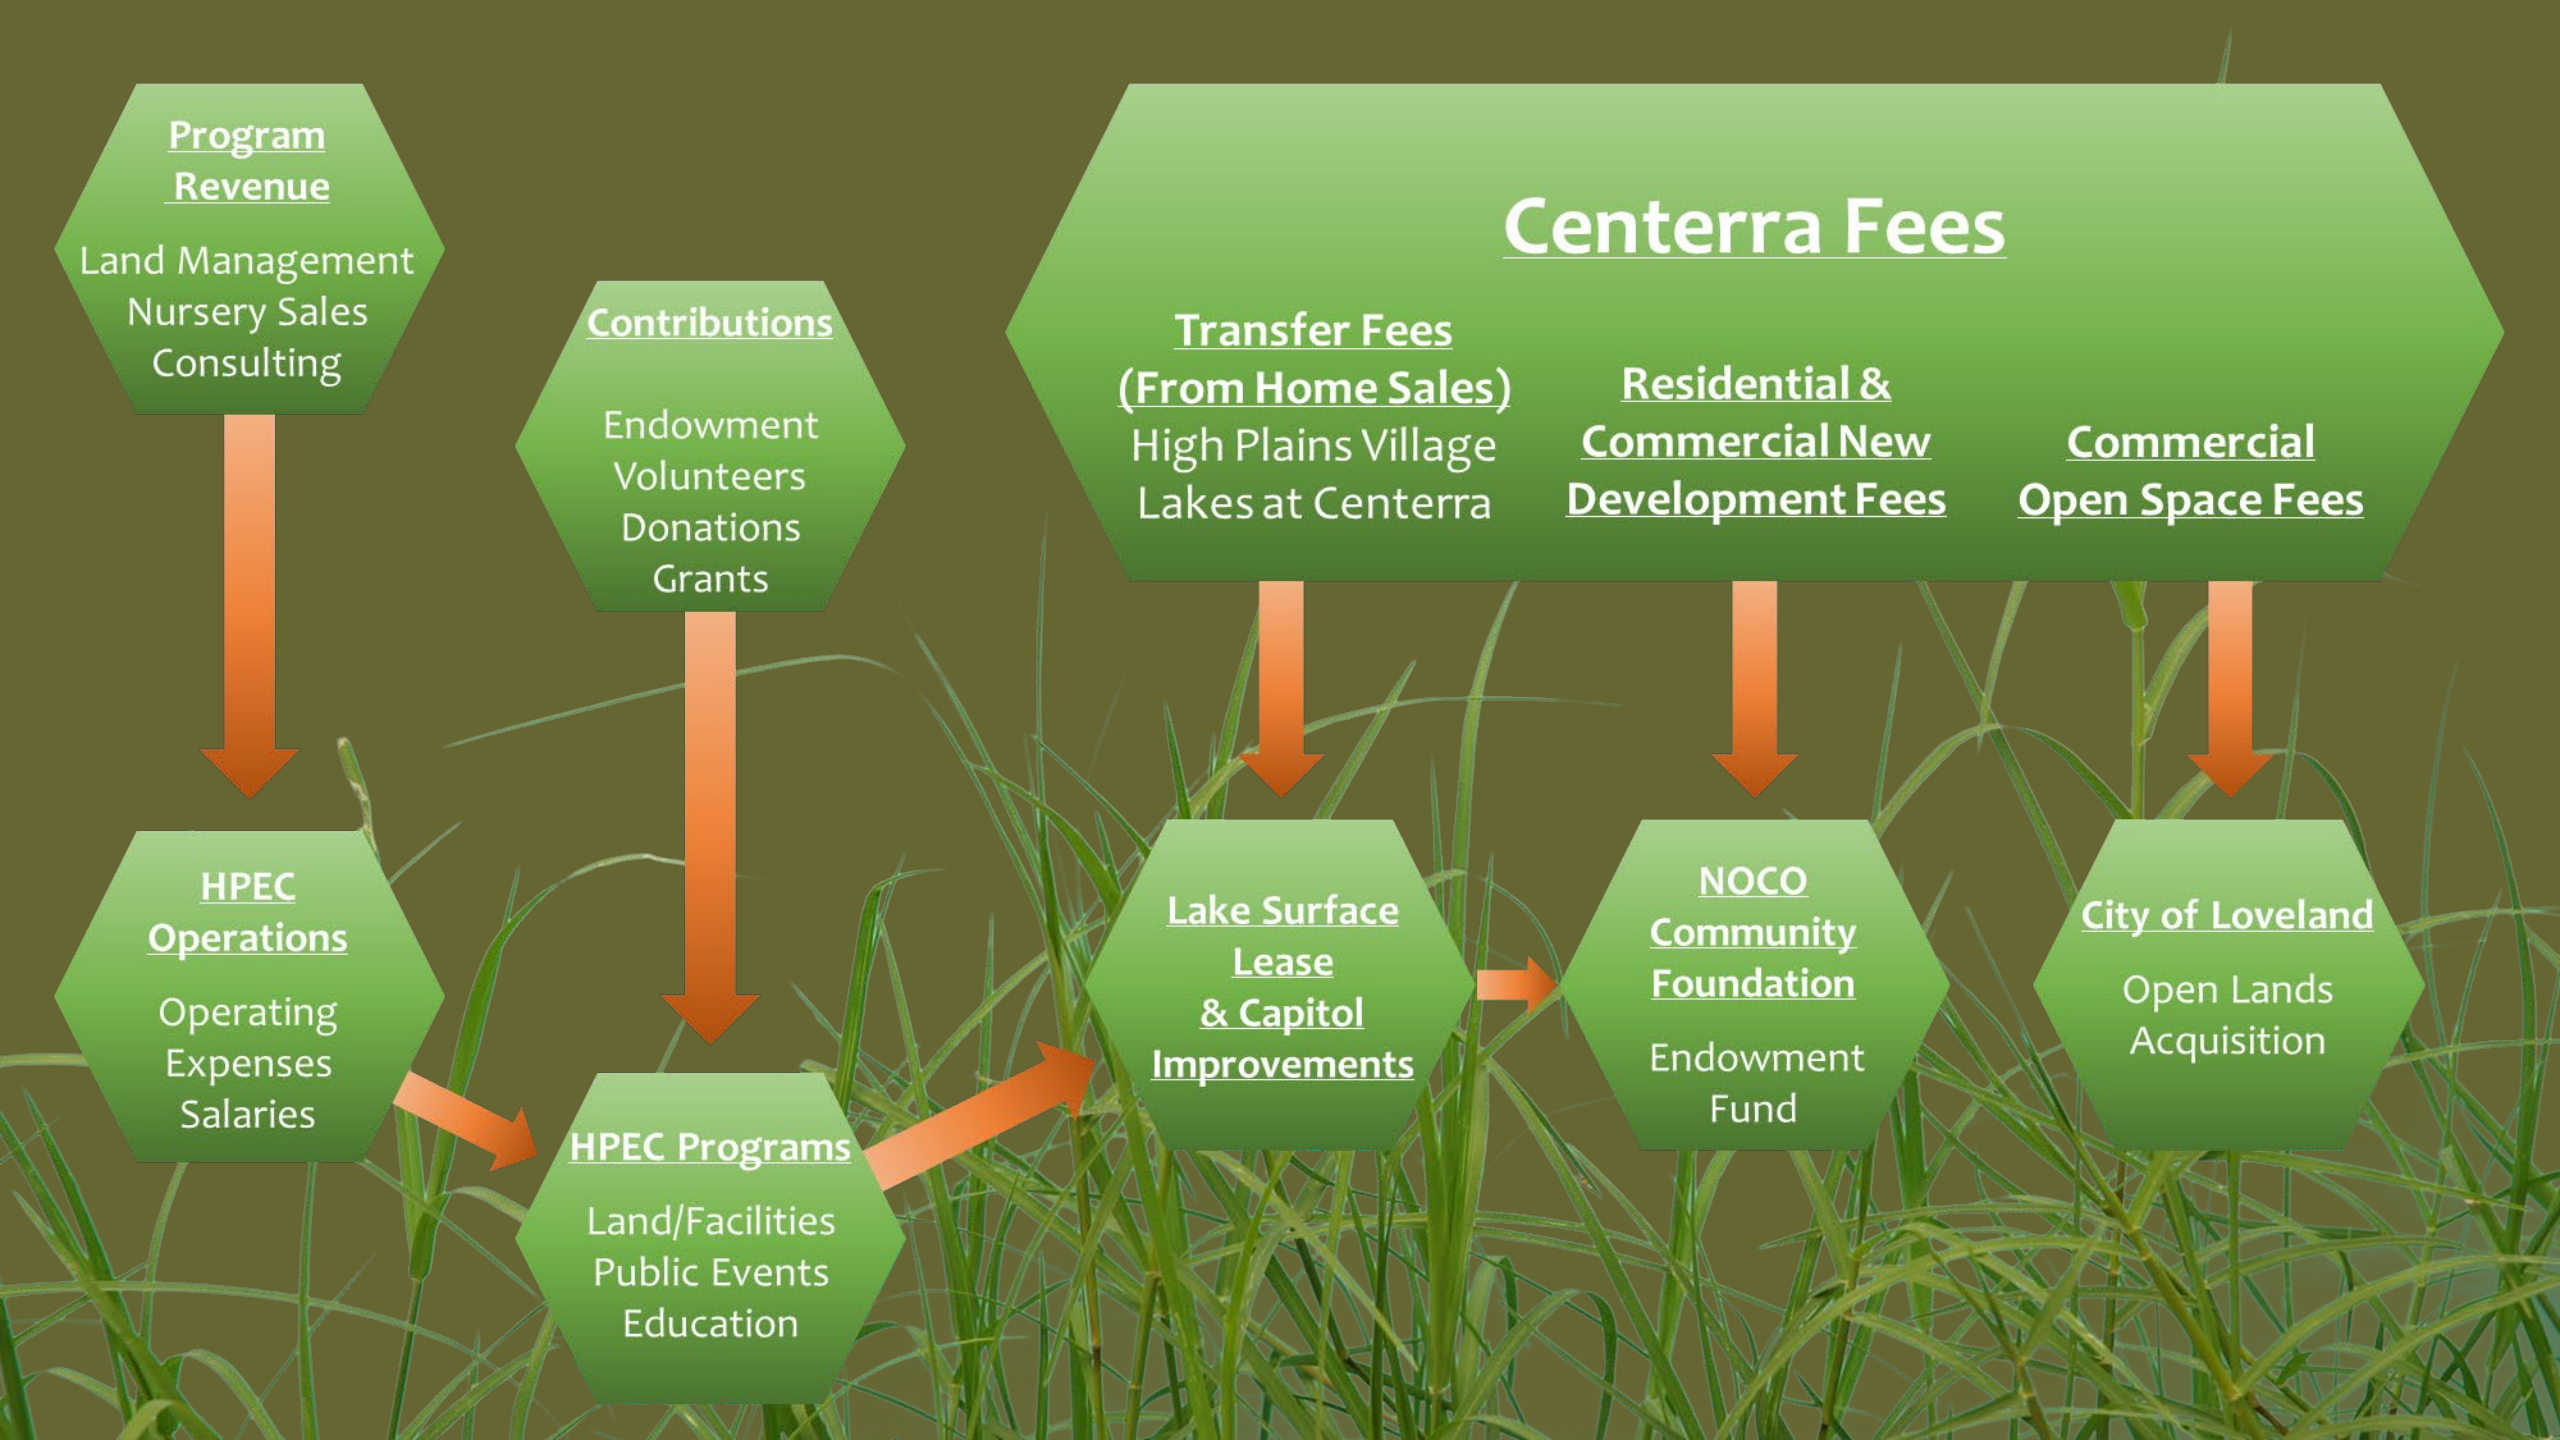 Program
Revenue
Land Management
Nursery Sales
Consulting
Contributions
Endowment
Volunteers
Donations
Grants
Centerra Fees
Transfer Fees
(From Home Sales)
High Plains Village
Lakes at Centerra
Residential &
Commercial New
Development Fees
Commercial
Open Space Fees
HPEC
Operations
Operating
Expenses
Salaries
HPEC Programs
Land/Facilities
Public Events
Education
Lake Surface
Lease
& Capitol
Improvements
NOCO
Community
Foundation
Endowment
Fund
City of Loveland
Open Lands
Acquisition